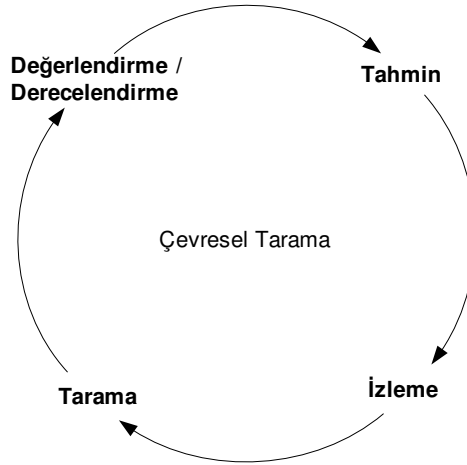 Değerlendirme /
Derecelendirme
Tahmin
Çevresel Tarama
İzleme
Tarama